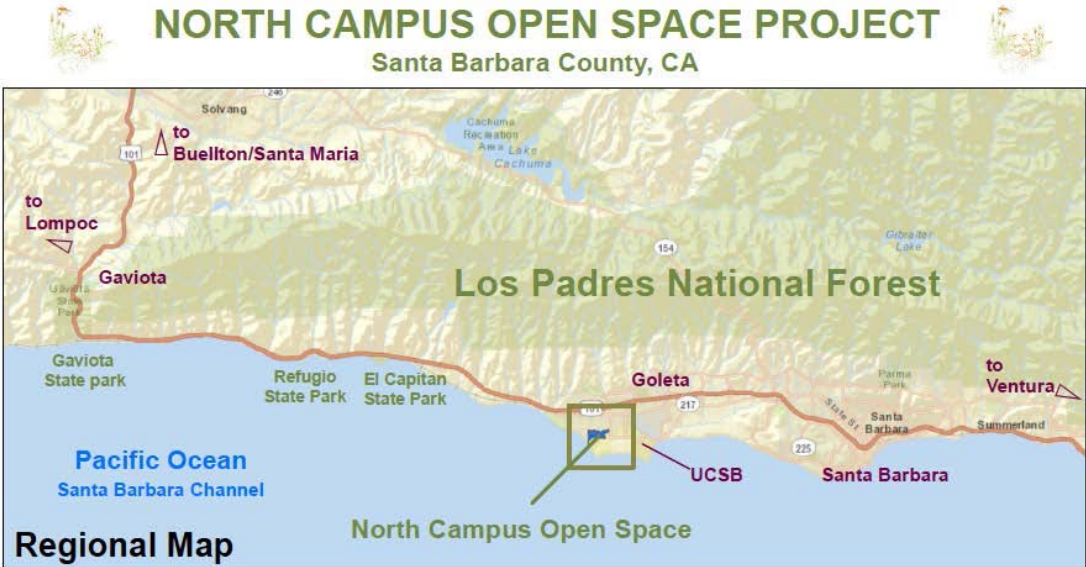 NORTH CAMPUS OPEN SPACE PROJECT
Santa Barbara County, CA
246
Solvang
to
Buellton/Santa Maria
101
Cachuma
Recreation
Area
Lake
Cachuma
to
Lompoc
154
Gibralter
Lake
Gaviota
Los Padres National Forest
Gaviota
State
Park
Gaviota
State park
Refugio
State Park
El Capitan
State Park
Goleta
Parma
Park
to
Ventura
101
217
State St
Santa
Barbara
Summerland
225
UCSB
Santa Barbara
Pacific Ocean
Santa Barbara Channel
North Campus Open Space
Regional Map